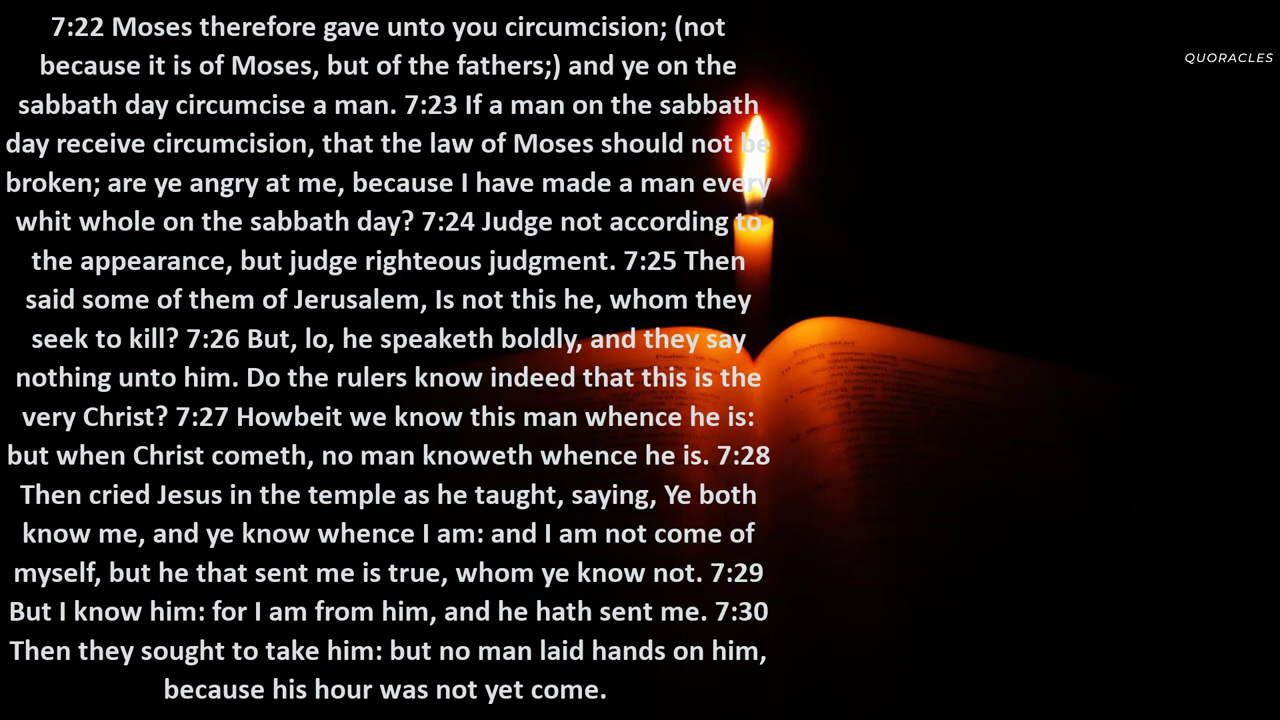 7:22 Moses therefore gave unto you circumcision; (not
because it is of Moses, but of the fathers;) and ye on the
sabbath day circumcise a man. 7:23 If a man on the sabbath
day receive circumcision, that the law of Moses should not be
broken; are ye angry at me, because I have made a man every
whit whole on the sabbath day? 7:24 Judge not according to
the appearance, but judge righteous judgment. 7:25 Then
said some of them of Jerusalem, Is not this he, whom they
seek to kill? 7:26 But, lo, he speaketh boldly, and they say
nothing unto him. Do the rulers know indeed that this is the
very Christ? 7:27 Howbeit we know this man whence he is:
but when Christ cometh, no man knoweth whence he is. 7:28
Then cried Jesus in the temple as he taught, saying, Ye both
know me, and ye know whence I am: and I am not come of
myself, but he that sent me is true, whom ye know not. 7:29
But I know him: for I am from him, and he hath sent me. 7:30
Then they sought to take him: but no man laid hands on him,
because his hour was not yet come.
QUORACLES